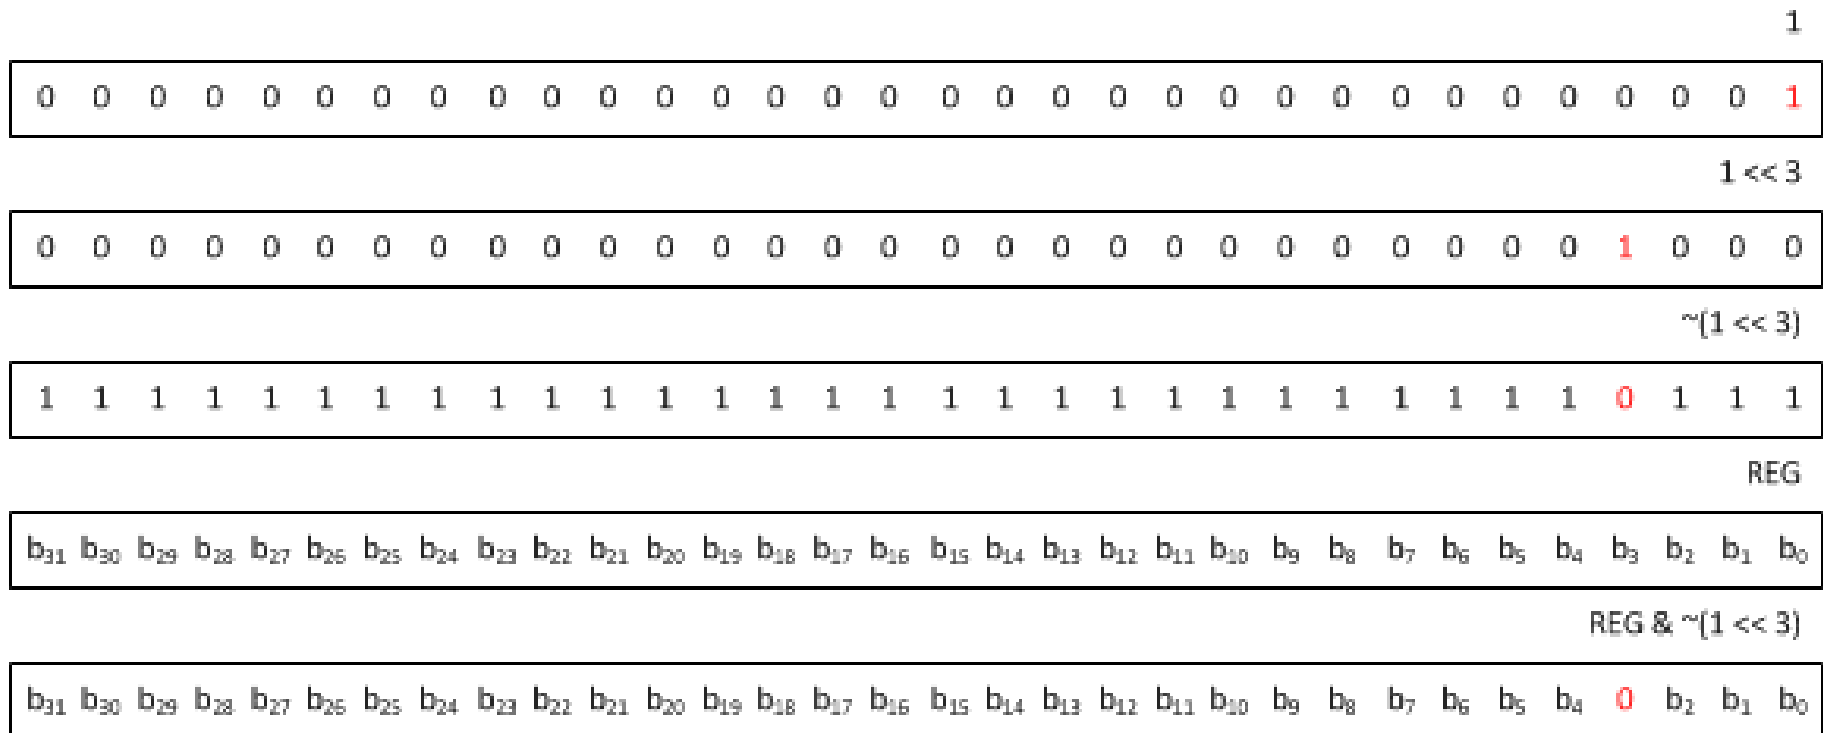 1
0 0 0 0 0 0 0 0 0 0 0 0 0 0 0 0 0 0 0 0 0 0 0 0 0 0 0 0 0 0 0 1
1 << 3
0 0 0 0 0 0 0 0 0 0 0 0 0 0 0 0 0 0 0 0 0 0 0 0 0 0 0 0 1 0 0 0
~(1 << 3)
1 1 1 1 1 1 1 1 1 1 1 1 1 1 1 1 1 1 1 1 1 1 1 1 1 1 1 1 0 1 1 1
REG
b₃₁ b₃₀ b₂₉ b₂₈ b₂₇ b₂₆ b₂₅ b₂₄ b₂₃ b₂₂ b₂₁ b₂₀ b₁₉ b₁₈ b₁₇ b₁₆ b₁₅ b₁₄ b₁₃ b₁₂ b₁₁ b₁₀ b₉ b₈ b₇ b₆ b₅ b₄ b₃ b₂ b₁ b₀
REG & ~(1 << 3)
b₃₁ b₃₀ b₂₉ b₂₈ b₂₇ b₂₆ b₂₅ b₂₄ b₂₃ b₂₂ b₂₁ b₂₀ b₁₉ b₁₈ b₁₇ b₁₆ b₁₅ b₁₄ b₁₃ b₁₂ b₁₁ b₁₀ b₉ b₈ b₇ b₆ b₅ b₄ 0 b₂ b₁ b₀